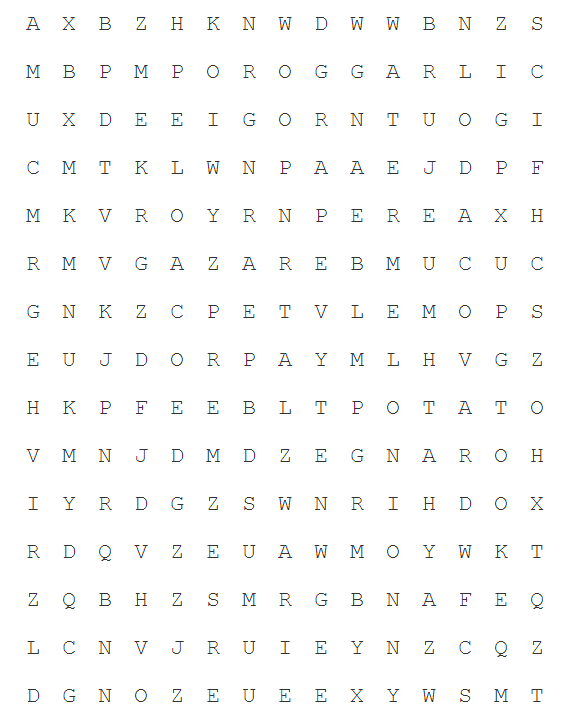 A X B Z H K N W D W W B N Z S
M B P M P O R O G G A R L I C
U X D E E I G O R N T U O G I
C M T K L W N P A A E J D P F
M K V R O Y R N P E R E A X H
R M V G A Z A R E B M U C U C
G N K Z C P E T V L E M O P S
E U J D O R P A Y M L H V G Z
H K P F E E B L T P O T A T O
V M N J D M D Z E G N A R O H
I Y R D G Z S W N R I H D O X
R D Q V Z E U A W M O Y W K T
Z Q B H Z S M R G B N A F E Q
L C N V J R U I E Y N Z C Q Z
D G N O Z E U E E X Y W S M T